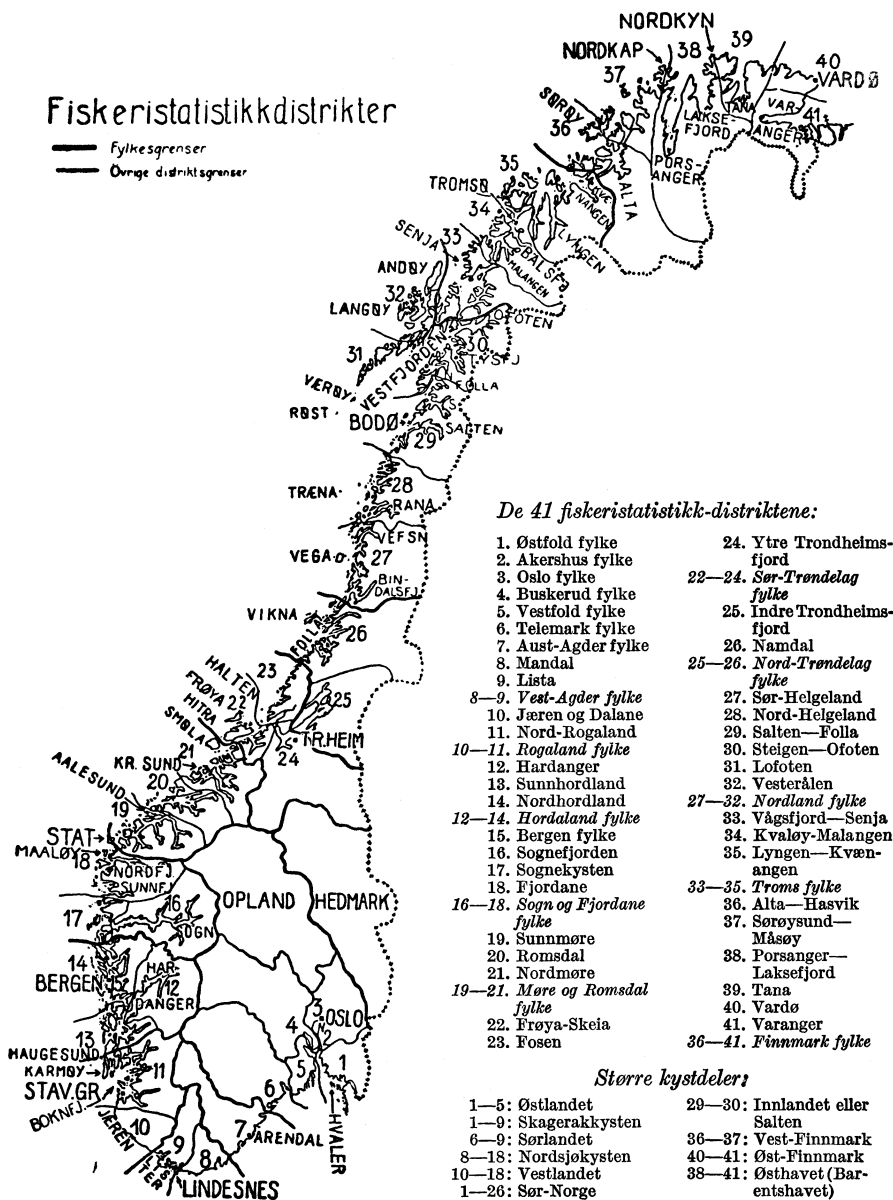 Fiskeristatistikkdistrikter
Fylkesgrenser
Övrige distriktsgrenser
NORDKYN
NORDKAP
38
39
40
VARDØ
37
SØRØY
36
LAKSE-
FJORD
TANA
VAR-
ANGER
41
PORS-
ANGER
ALTA
35
TROMSØ
34
KVÆ
NANGEN
LYNGEN
SENJA
33
BALSFJ
MALANGEN
ANDØY
32
LANGØY
OFOTEN
31
30
TYSFJ
VESTFJORDEN
VÆRØY
FOLLA
RØST
BODØ
SALTEN
29
28
TRÆNA
RANA
VEFSN
VEGA
27
BIN-
DALSFJ.
VIKNA
FOLLA
26
HALTEN
23
FRØYA
22
25
HITRA
SMØLA
TR.HEIM
24
21
KR. SUND
20
AALESUND
19
STAT
MAALØY
18
NORDFJ.
SUNNFJ.
OPLAND
HEDMARK
16
17
SOGN
14
BERGEN
15
HAR-
12
DANGER
3
OSLO
4
2
13
HAUGESUND
KARMØY
11
5
1
STAV.GR
6
BOKNFJ.
JÆREN
10
7
ARENDAL
HVALER
9
LISTER
8
LINDESNES
De 41 fiskeristatistikk-distriktene:
1. Østfold fylke
2. Akershus fylke
3. Oslo fylke
4. Buskerud fylke
5. Vestfold fylke
6. Telemark fylke
7. Aust-Agder fylke
8. Mandal
9. Lista
8—9. Vest-Agder fylke
10. Jæren og Dalane
11. Nord-Rogaland
10—11. Rogaland fylke
12. Hardanger
13. Sunnhordland
14. Nordhordland
12—14. Hordaland fylke
15. Bergen fylke
16. Sognefjorden
17. Sognekysten
18. Fjordane
16—18. Sogn og Fjordane
fylke
19. Sunnmøre
20. Romsdal
21. Nordmøre
19—21. Møre og Romsdal
fylke
22. Frøya-Skeia
23. Fosen
24. Ytre Trondheims-
fjord
22—24. Sør-Trøndelag
fylke
25. Indre Trondheims-
fjord
26. Namdal
25—26. Nord-Trøndelag
fylke
27. Sør-Helgeland
28. Nord-Helgeland
29. Salten—Folla
30. Steigen—Ofoten
31. Lofoten
32. Vesterålen
27—32. Nordland fylke
33. Vågsfjord—Senja
34. Kvaløy-Malangen
35. Lyngen—Kvæn-
angen
33—35. Troms fylke
36. Alta—Hasvik
37. Sørøysund—
Måsøy
38. Porsanger—
Laksefjord
39. Tana
40. Vardø
41. Varanger
36—41. Finnmark fylke
Større kystdeler:
1—5: Østlandet
1—9: Skagerakkysten
6—9: Sørlandet
8—18: Nordsjøkysten
10—18: Vestlandet
1—26: Sør-Norge
29—30: Innlandet eller
Salten
36—37: Vest-Finnmark
40—41: Øst-Finnmark
38—41: Østhavet (Bar-
entshavet)